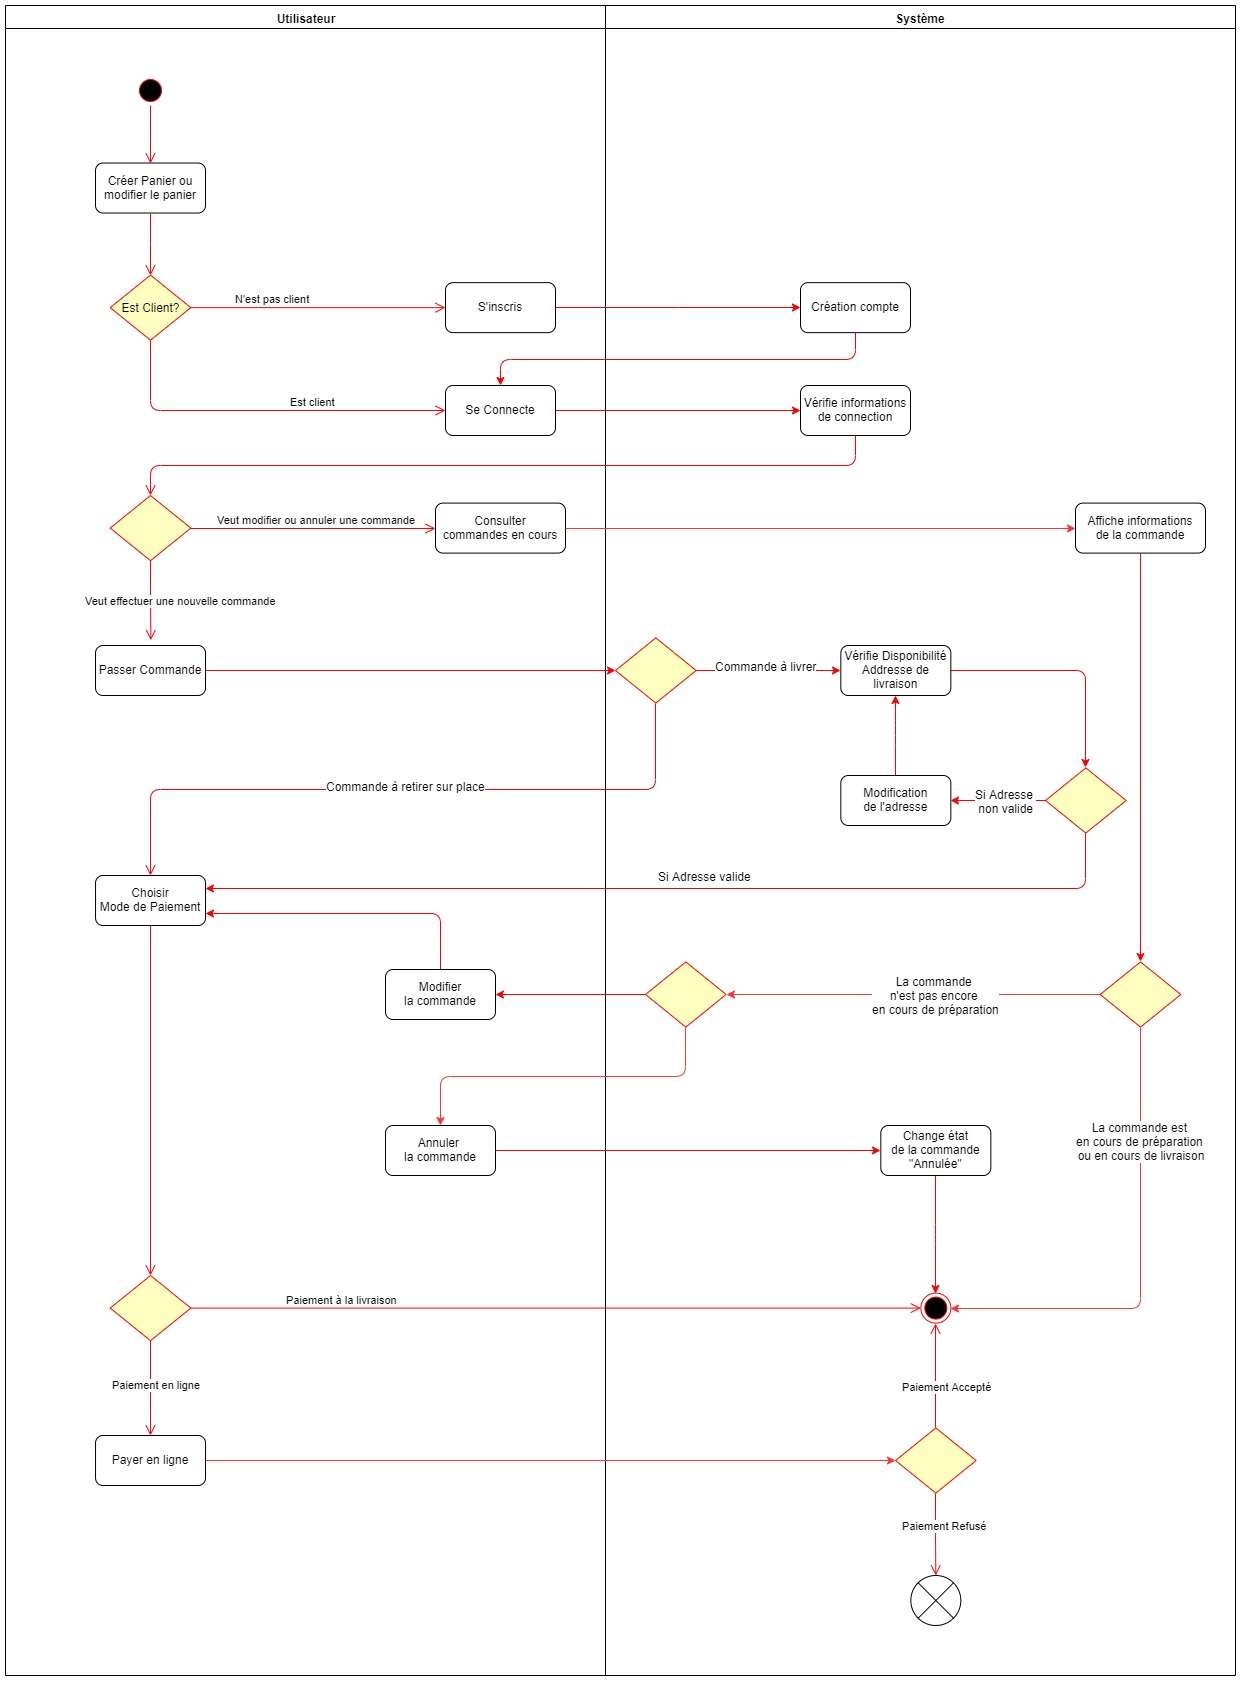 Utilisateur
Système
Créer Panier ou
modifier le panier
Est Client?
N'est pas client
S'inscris
Création compte
Est client
Se Connecte
Vérifie informations
de connection
Veut modifier ou annuler une commande
Consulter
commandes en cours
Affiche informations
de la commande
Veut effectuer une nouvelle commande
Passer Commande
Commande à livrer
Vérifie Disponibilité
Addresse de
livraison
Commande à retirer sur place
Modification
de l'adresse
Si Adresse
non valide
Si Adresse valide
Choisir
Mode de Paiement
Modifier
la commande
La commande
n'est pas encore
en cours de préparation
Annuler
la commande
Change état
de la commande
"Annulée"
La commande est
en cours de préparation
ou en cours de livraison
Paiement à la livraison
Paiement en ligne
Paiement Accepté
Payer en ligne
Paiement Refusé